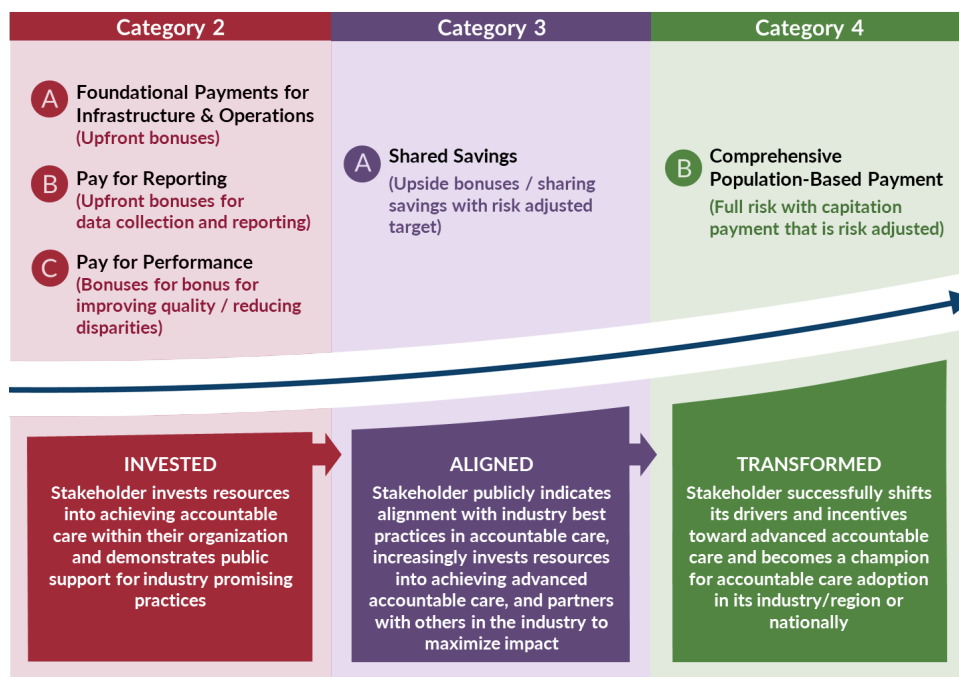 Category 2
A
Foundational Payments for
Infrastructure & Operations
(Upfront bonuses)
B
Pay for Reporting
(Upfront bonuses for
data collection and reporting)
C
Pay for Performance
(Bonuses for bonus for
improving quality / reducing
disparities)
Category 3
A
Shared Savings
(Upside bonuses / sharing
savings with risk adjusted
target)
Category 4
B
Comprehensive
Population-Based Payment
(Full risk with capitation
payment that is risk adjusted)
INVESTED
Stakeholder invests resources
into achieving accountable
care within their organization
and demonstrates public
support for industry promising
practices
ALIGNED
Stakeholder publicly indicates
alignment with industry best
practices in accountable care,
increasingly invests resources
into achieving advanced
accountable care, and partners
with others in the industry to
maximize impact
TRANSFORMED
Stakeholder successfully shifts
its drivers and incentives
toward advanced accountable
care and becomes a champion
for accountable care adoption
in its industry/region or
nationally